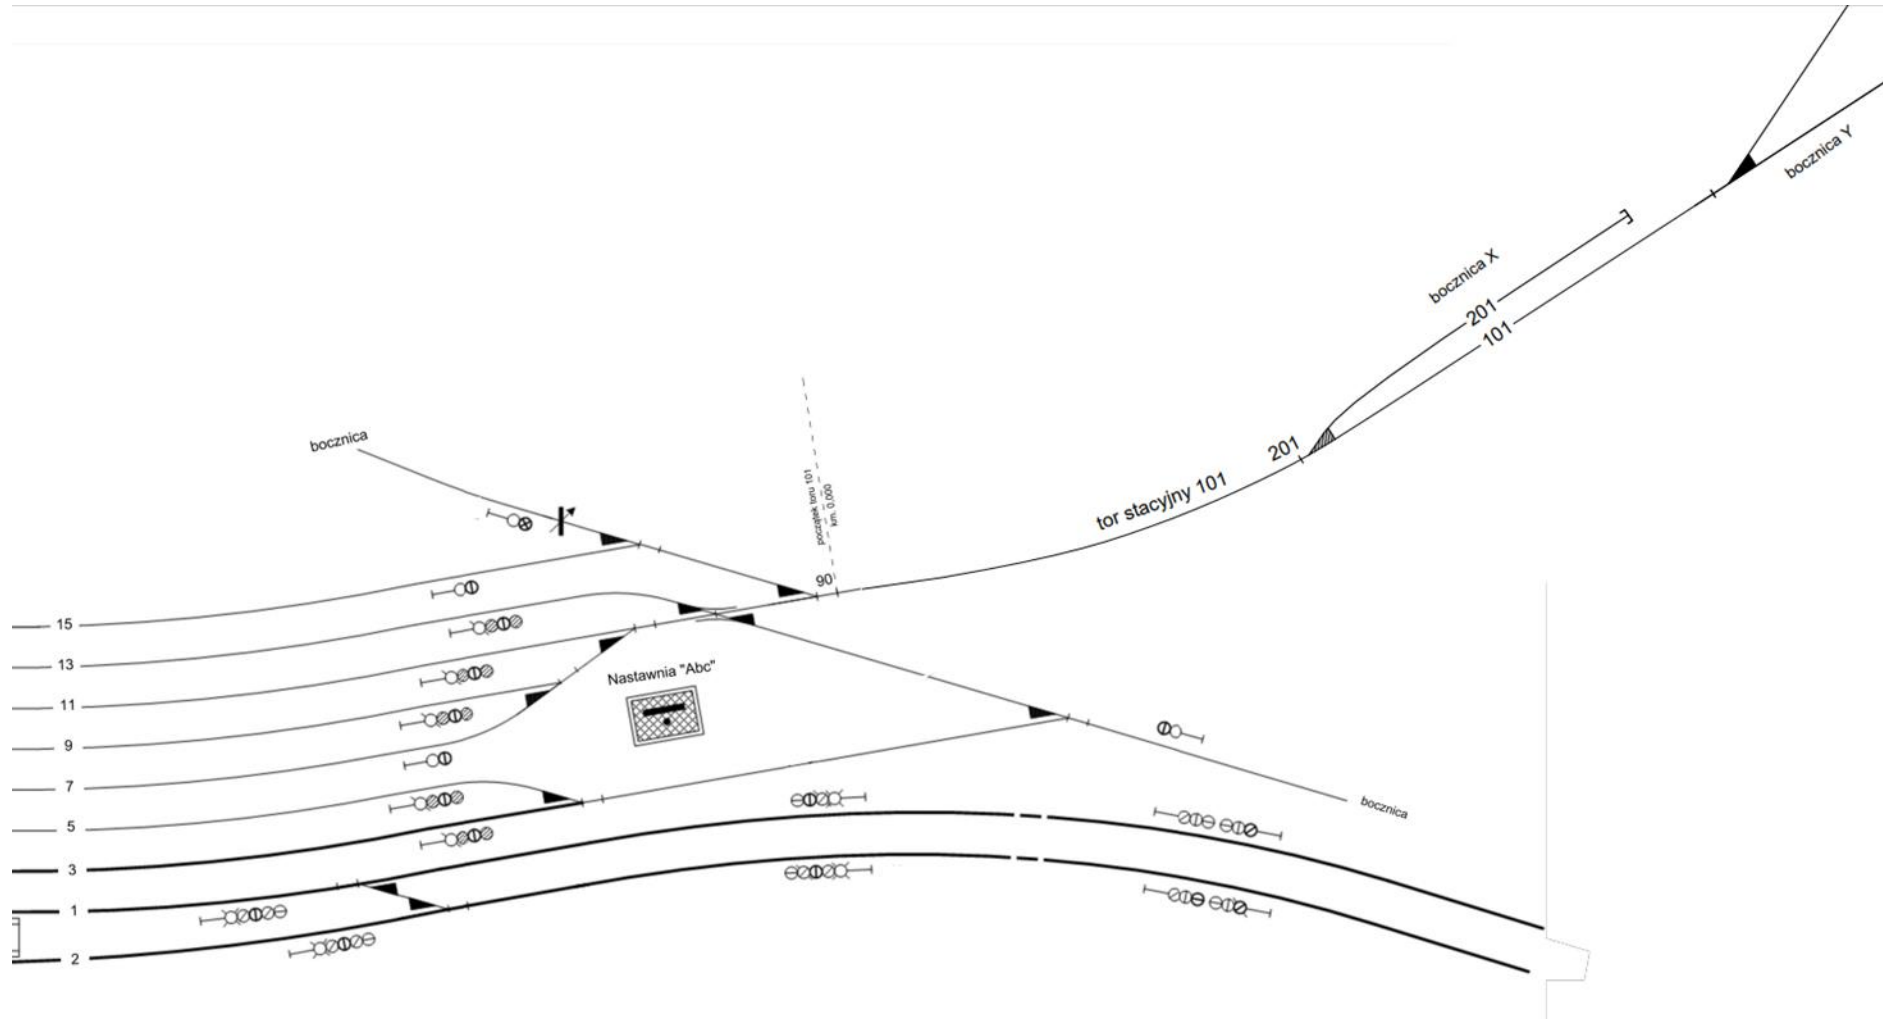 bocznica Y
bocznica X
201
101
201
tor stacyjny 101
bocznica
początek toru 101
km. 0.000
90
15
13
11
9
7
5
3
1
2
Nastawnia "Abc"
bocznica